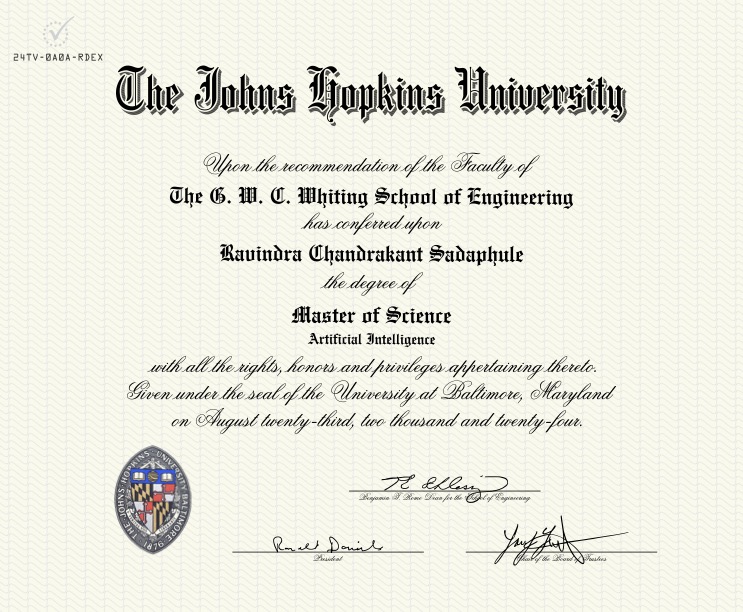 24TV-0A0A-RDEX
The Johns Hopkins University
Upon the recommendation of the Faculty of
The G. W. C. Whiting School of Engineering
has conferred upon
Ravindra Chandrakant Sadaphule
the degree of
Master of Science
Artificial Intelligence
with all the rights, honors and privileges appertaining thereto.
Given under the seal of the University at Baltimore, Maryland
on August twenty-third, two thousand and twenty-four.
THE·JOHNS·HOPKINS·UNIVERSITY·BALTIMORE·1876·
Benjamin T. Rome Dean for the School of Engineering
Ronald Daniels
President
of the Board of Trustees